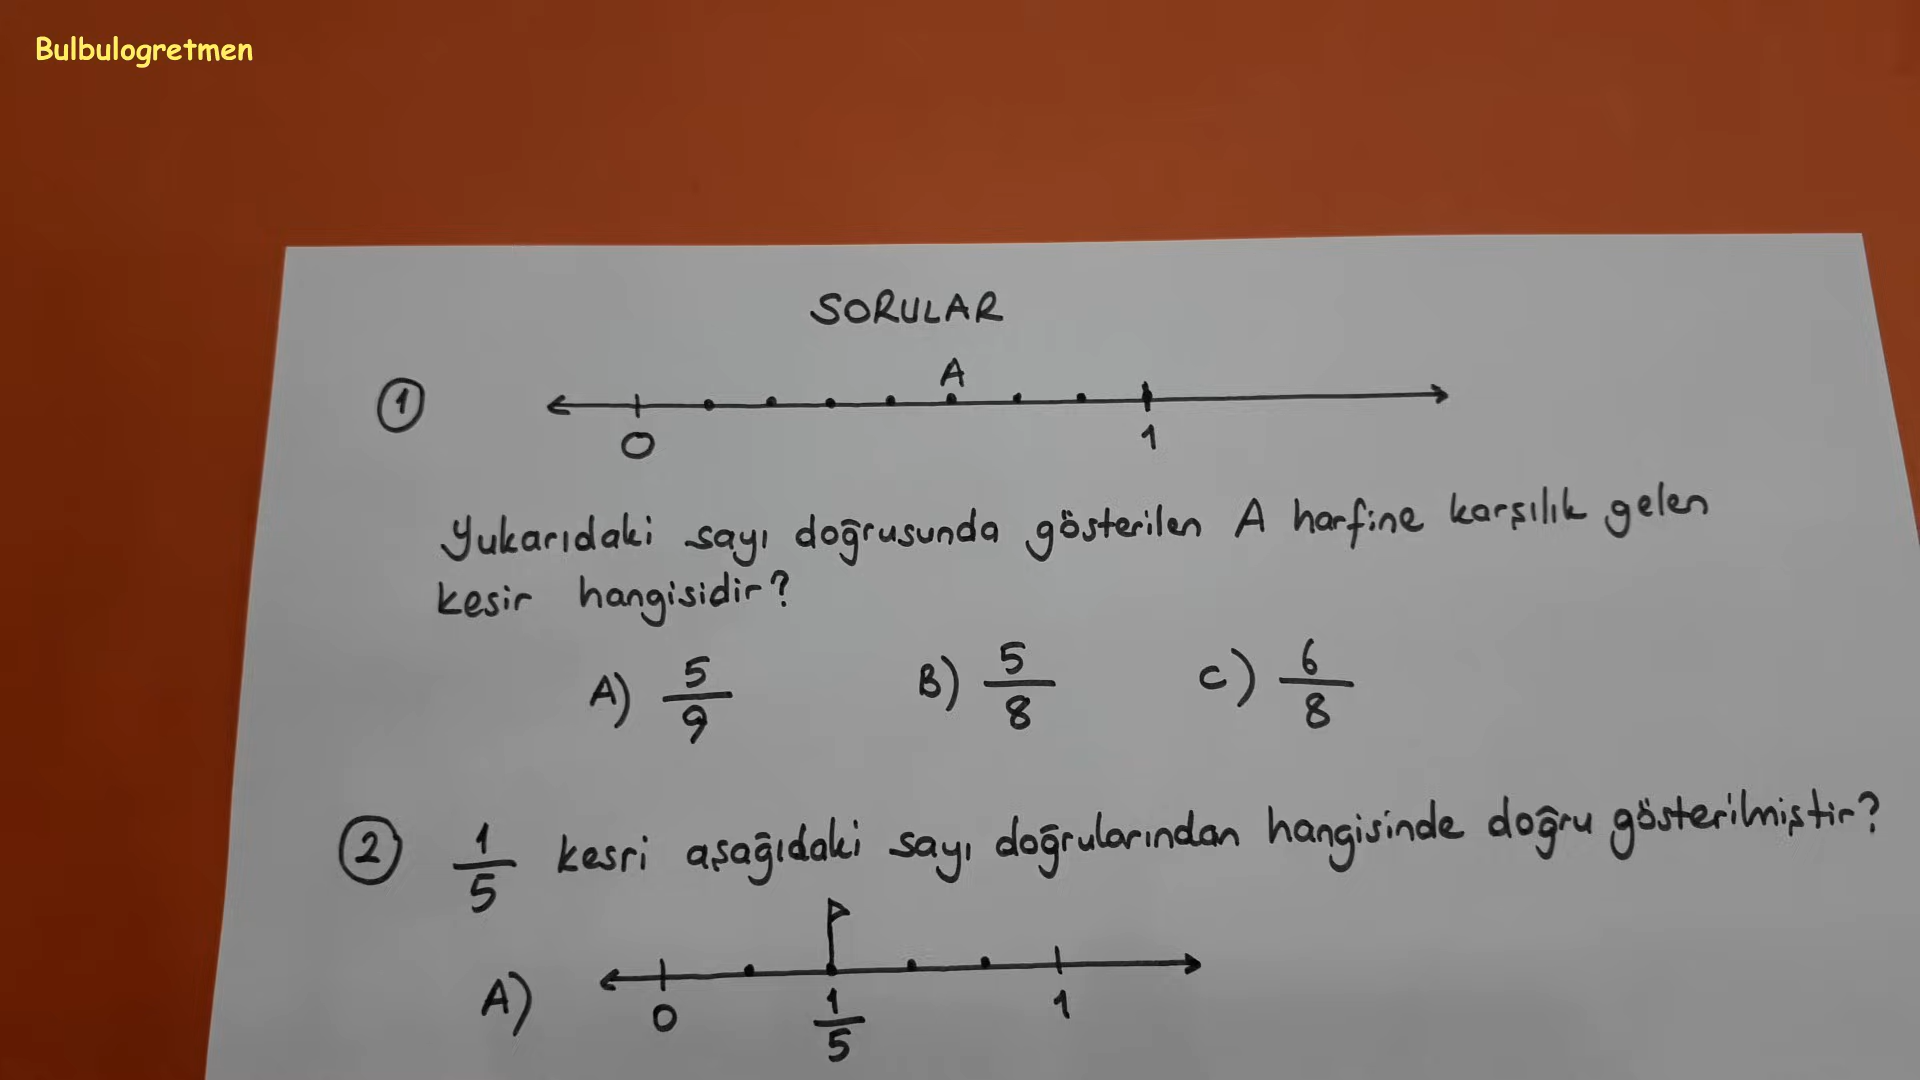 Bulbulogretmen
SORULAR
1 A
0 1
Yukarıdaki sayı doğrusunda gösterilen A harfine karşılık gelen
kesir hangisidir?
A) 5/9 B) 5/8 C) 6/8
2 1/5 kesri aşağıdaki sayı doğrularından hangisinde doğru gösterilmiştir?
A) 0 1/5 1